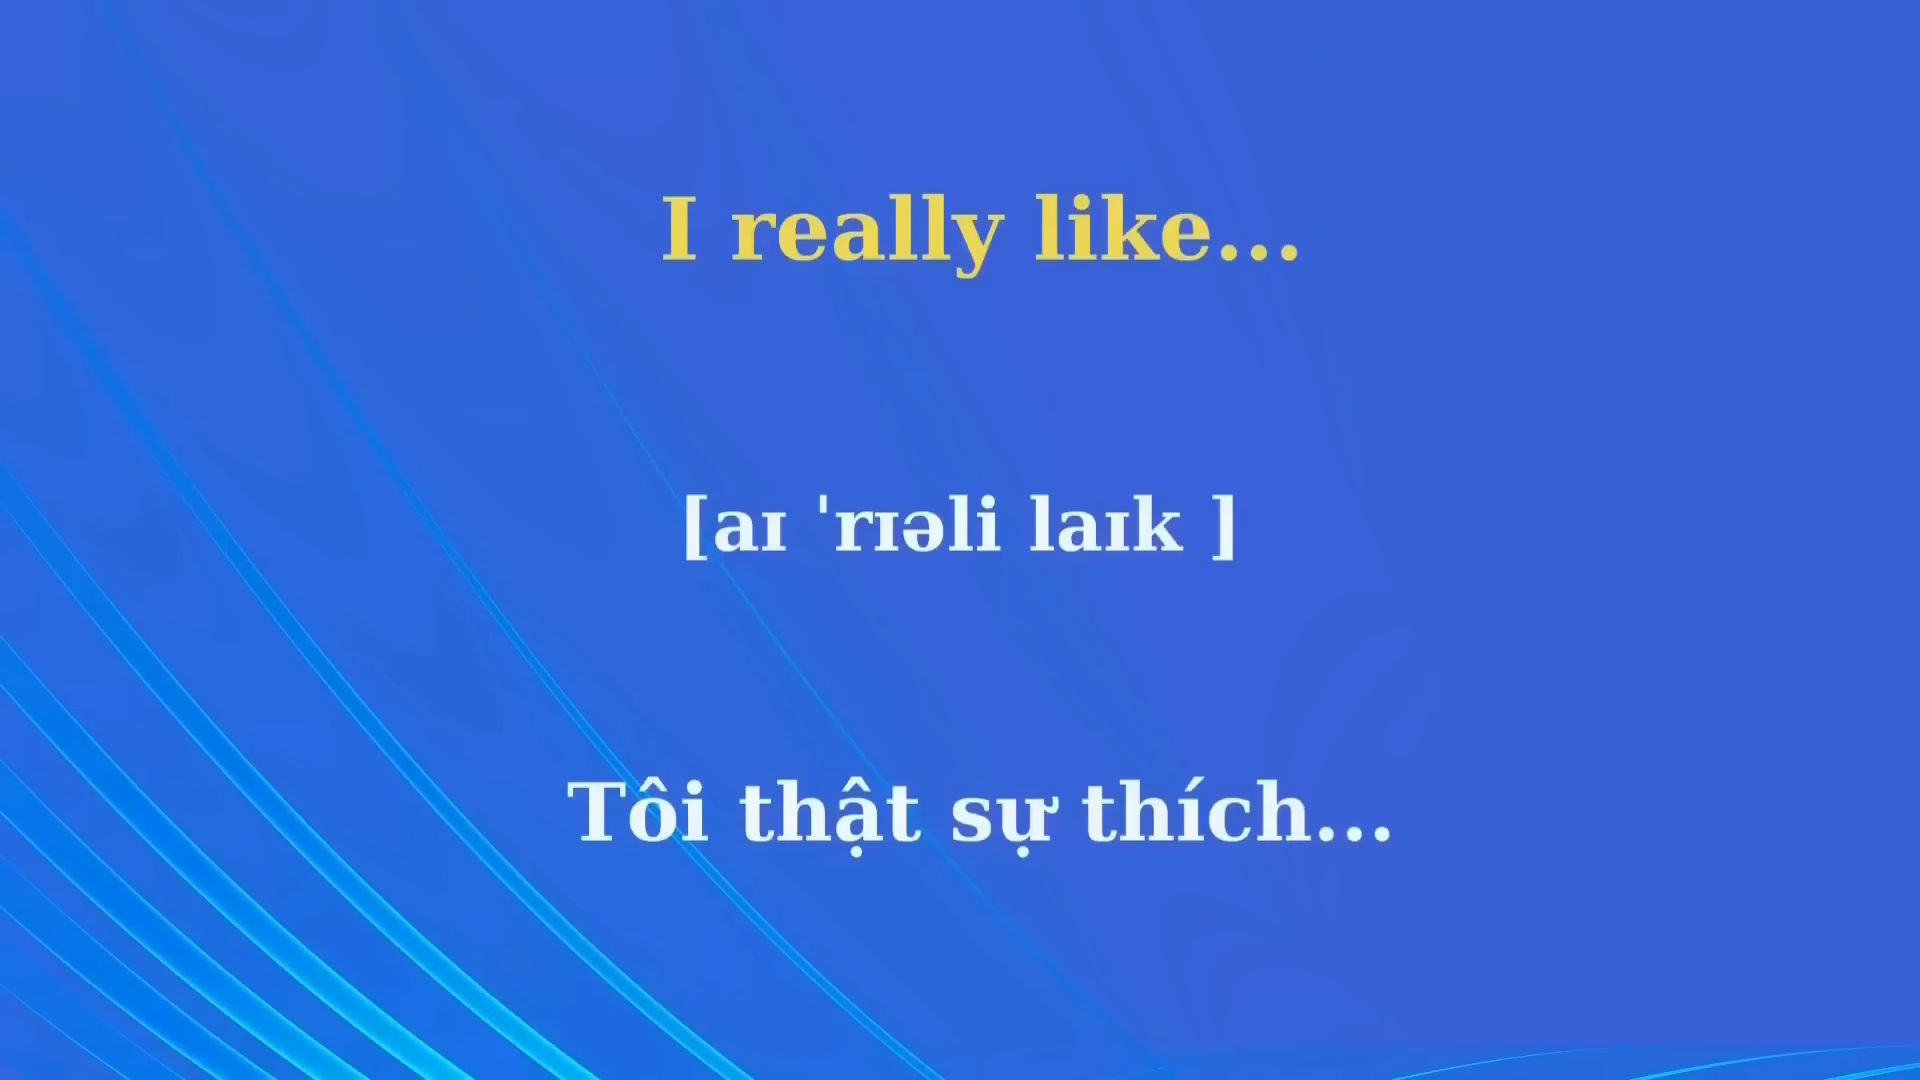 I really like...
[aɪ ˈrɪəli laɪk ]
Tôi thật sự thích...